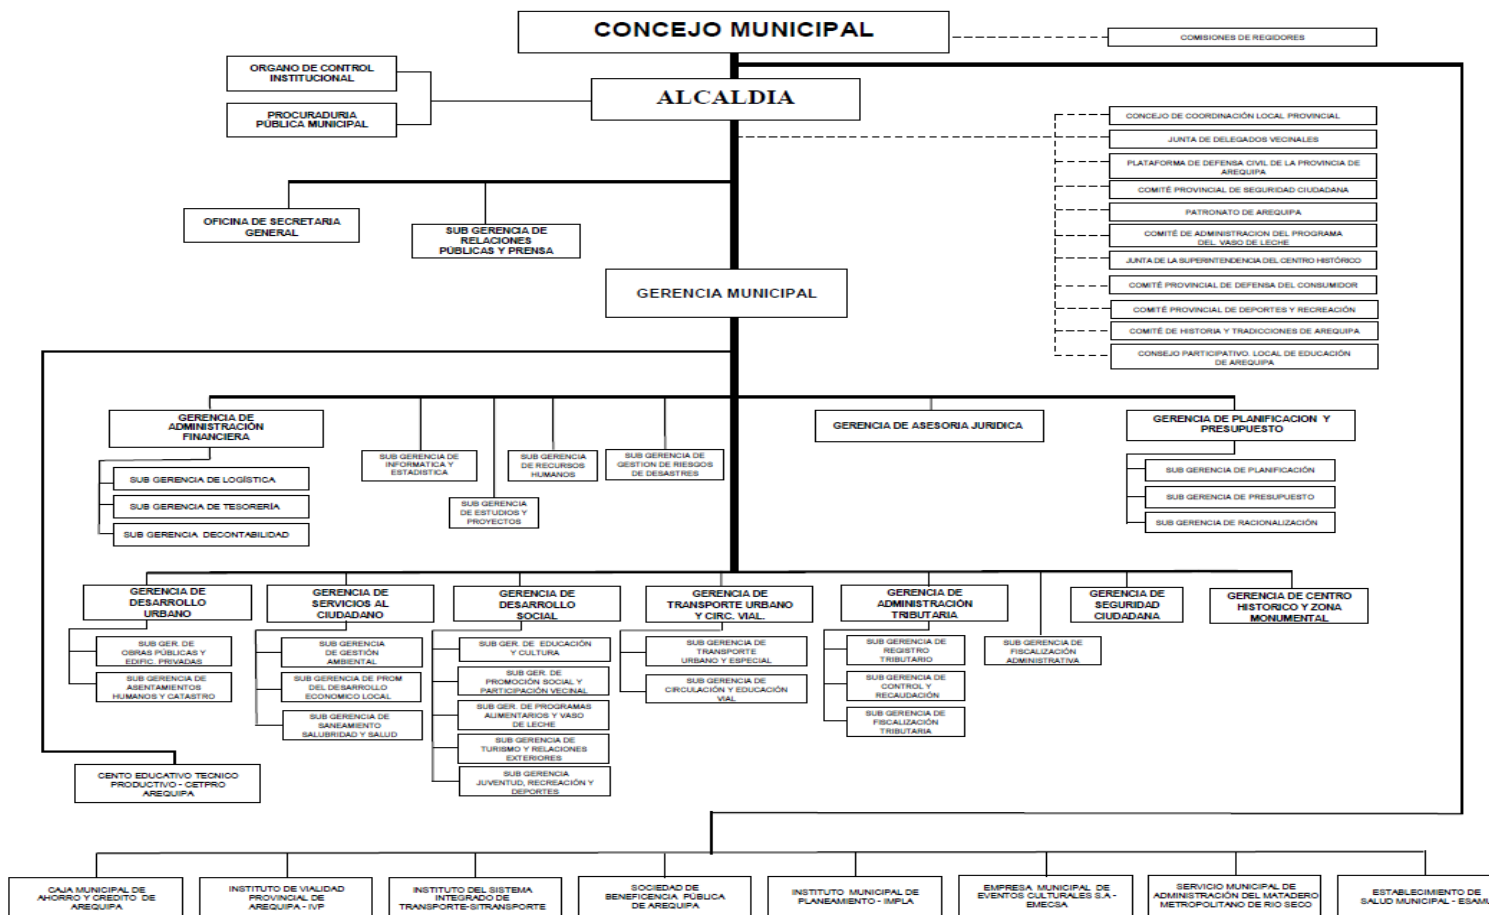 CONCEJO MUNICIPAL
COMISIONES DE REGIDORES
ORGANO DE CONTROL
INSTITUCIONAL
ALCALDIA
PROCURADURIA
PÚBLICA MUNICIPAL
CONCEJO DE COORDINACIÓN LOCAL PROVINCIAL
JUNTA DE DELEGADOS VECINALES
PLATAFORMA DE DEFENSA CIVIL DE LA PROVINCIA DE
AREQUIPA
COMITÉ PROVINCIAL DE SEGURIDAD CIUDADANA
PATRONATO DE AREQUIPA
COMITÉ DE ADMINISTRACION DEL PROGRAMA
DEL. VASO DE LECHE
JUNTA DE LA SUPERINTENDENCIA DEL CENTRO HISTÓRICO
COMITÉ PROVINCIAL DE DEFENSA DEL CONSUMIDOR
COMITÉ PROVINCIAL DE DEPORTES Y RECREACIÓN
COMITÉ DE HISTORIA Y TRADICCIONES DE AREQUIPA
CONSEJO PARTICIPATIVO. LOCAL DE EDUCACIÓN
DE AREQUIPA
OFICINA DE SECRETARIA
GENERAL
SUB GERENCIA DE
RELACIONES
PÚBLICAS Y PRENSA
GERENCIA MUNICIPAL
GERENCIA DE
ADMINISTRACIÓN
FINANCIERA
SUB GERENCIA DE LOGÍSTICA
SUB GERENCIA DE TESORERÍA
SUB GERENCIA DECONTABILIDAD
SUB GERENCIA DE
INFORMATICA Y
ESTADISTICA
SUB GERENCIA
DE ESTUDIOS Y
PROYECTOS
SUB GERENCIA
DE RECURSOS
HUMANOS
SUB GERENCIA DE
GESTION DE RIESGOS
DE DESASTRES
GERENCIA DE ASESORIA JURIDICA
GERENCIA DE PLANIFICACION Y
PRESUPUESTO
SUB GERENCIA DE PLANIFICACIÓN
SUB GERENCIA DE PRESUPUESTO
SUB GERENCIA DE RACIONALIZACIÓN
GERENCIA DE
DESARROLLO
URBANO
SUB GER. DE
OBRAS PÚBLICAS Y
EDIFIC. PRIVADAS
SUB GERENCIA DE
ASENTAMIENTOS
HUMANOS Y CATASTRO
GERENCIA DE
SERVICIOS AL
CIUDADANO
SUB GERENCIA
DE GESTIÓN
AMBIENTAL
SUB GERENCIA DE PROM
DEL DESARROLLO
ECONOMICO LOCAL
SUB GERENCIA DE
SANEAMIENTO
SALUBRIDAD Y SALUD
GERENCIA DE
DESARROLLO
SOCIAL
SUB GER. DE EDUCACIÓN
Y CULTURA
SUB GER. DE
PROMOCIÓN SOCIAL Y
PARTICIPACIÓN VECINAL
SUB GER. DE PROGRAMAS
ALIMENTARIOS Y VASO
DE LECHE
SUB GERENCIA DE
TURISMO Y RELACIONES
EXTERIORES
SUB GERENCIA
JUVENTUD, RECREACIÓN Y
DEPORTES
GERENCIA DE
TRANSPORTE URBANO
Y CIRC. VIAL.
SUB GERENCIA DE
TRANSPORTE
URBANO Y ESPECIAL
SUB GERENCIA DE
CIRCULACIÓN Y EDUCACIÓN
VIAL
GERENCIA DE
ADMINISTRACIÓN
TRIBUTARIA
SUB GERENCIA DE
REGISTRO
TRIBUTARIO
SUB GERENCIA DE
CONTROL Y
RECAUDACIÓN
SUB GERENCIA DE
FISCALIZACIÓN
TRIBUTARIA
SUB GERENCIA DE
FISCALIZACIÓN
ADMINISTRATIVA
GERENCIA DE
SEGURIDAD
CIUDADANA
GERENCIA DE CENTRO
HISTORICO Y ZONA
MONUMENTAL
CENTO EDUCATIVO TECNICO
PRODUCTIVO - CETPRO
AREQUIPA
CAJA MUNICIPAL DE
AHORRO Y CREDITO DE
AREQUIPA
INSTITUTO DE VIALIDAD
PROVINCIAL DE
AREQUIPA - IVP
INSTITUTO DEL SISTEMA
INTEGRADO DE
TRANSPORTE-SITRANSPORTE
SOCIEDAD DE
BENEFICENCIA PÚBLICA
DE AREQUIPA
INSTITUTO MUNICIPAL DE
PLANEAMIENTO - IMPLA
EMPRESA MUNICIPAL DE
EVENTOS CULTURALES S.A -
EMECSA
SERVICIO MUNICIPAL DE
ADMINISTRACIÓN DEL MATADERO
METROPOLITANO DE RIO SECO
ESTABLECIMIENTO DE
SALUD MUNICIPAL - ESAMU